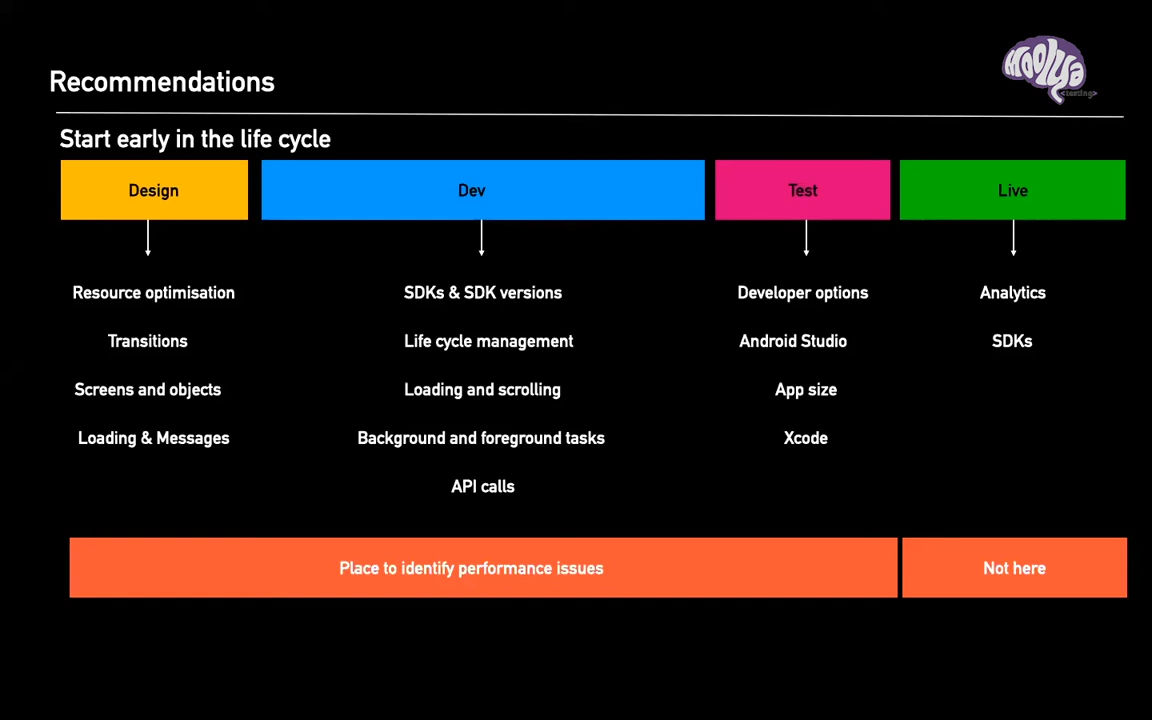 Moolya
<testing>
Recommendations
Start early in the life cycle
Design
Dev
Test
Live
Resource optimisation
SDKs & SDK versions
Developer options
Analytics
Transitions
Life cycle management
Android Studio
SDKs
Screens and objects
Loading and scrolling
App size
Loading & Messages
Background and foreground tasks
Xcode
API calls
Place to identify performance issues
Not here